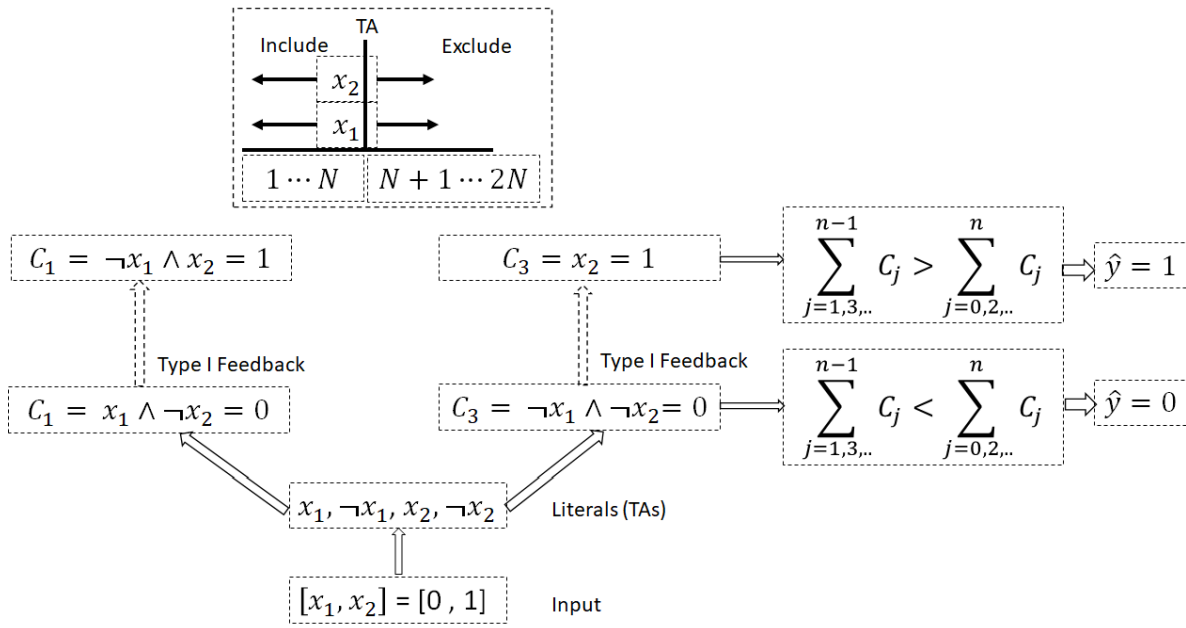 TA
Include
Exclude
x₂
x₁
1 ⋯ N
N + 1 ⋯ 2N
C₁ = ¬x₁ ∧ x₂ = 1
C₃ = x₂ = 1
n−1
∑ Cⱼ > ∑ Cⱼ
n
j=1,3,..
j=0,2,..
ŷ = 1
Type I Feedback
Type I Feedback
C₁ = x₁ ∧ ¬x₂ = 0
C₃ = ¬x₁ ∧ ¬x₂= 0
n−1
∑ Cⱼ < ∑ Cⱼ
n
j=1,3,..
j=0,2,..
ŷ = 0
x₁, ¬x₁, x₂, ¬x₂
Literals (TAs)
[x₁, x₂] = [0 , 1]
Input